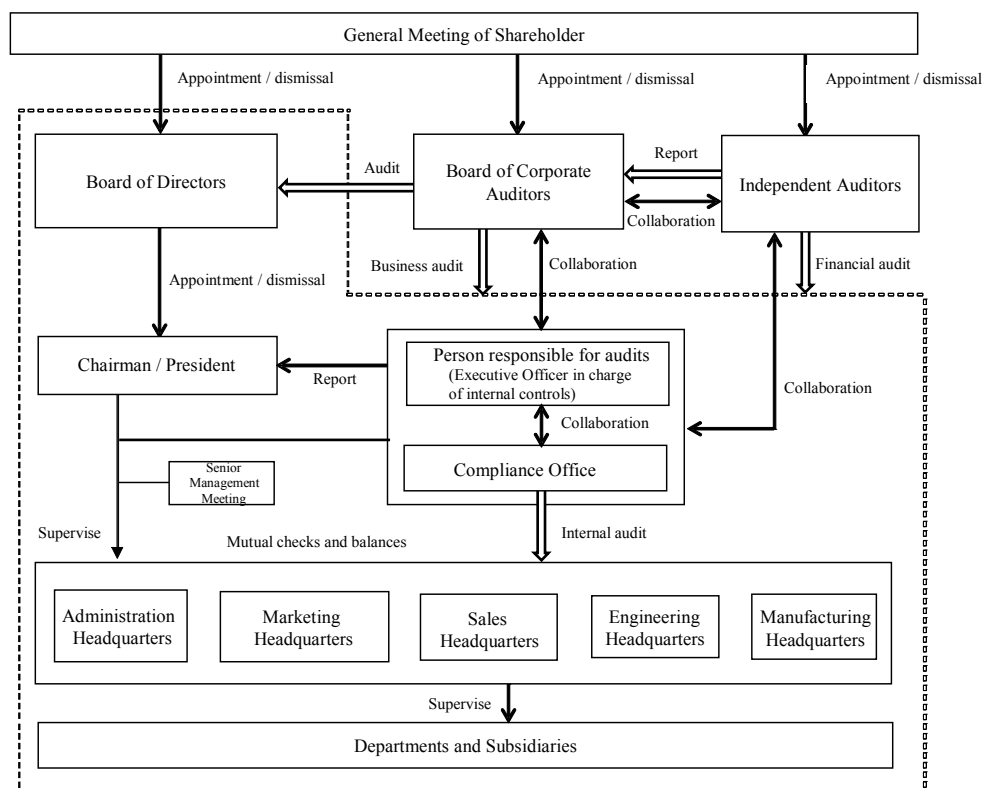 General Meeting of Shareholder
Appointment / dismissal
Appointment / dismissal
Appointment / dismissal
Board of Directors
Audit
Board of Corporate
Auditors
Report
Collaboration
Independent Auditors
Appointment / dismissal
Business audit
Collaboration
Financial audit
Chairman / President
Report
Person responsible for audits
(Executive Officer in charge
of internal controls)
Collaboration
Compliance Office
Collaboration
Senior
Management
Meeting
Supervise
Mutual checks and balances
Internal audit
Administration
Headquarters
Marketing
Headquarters
Sales
Headquarters
Engineering
Headquarters
Manufacturing
Headquarters
Supervise
Departments and Subsidiaries